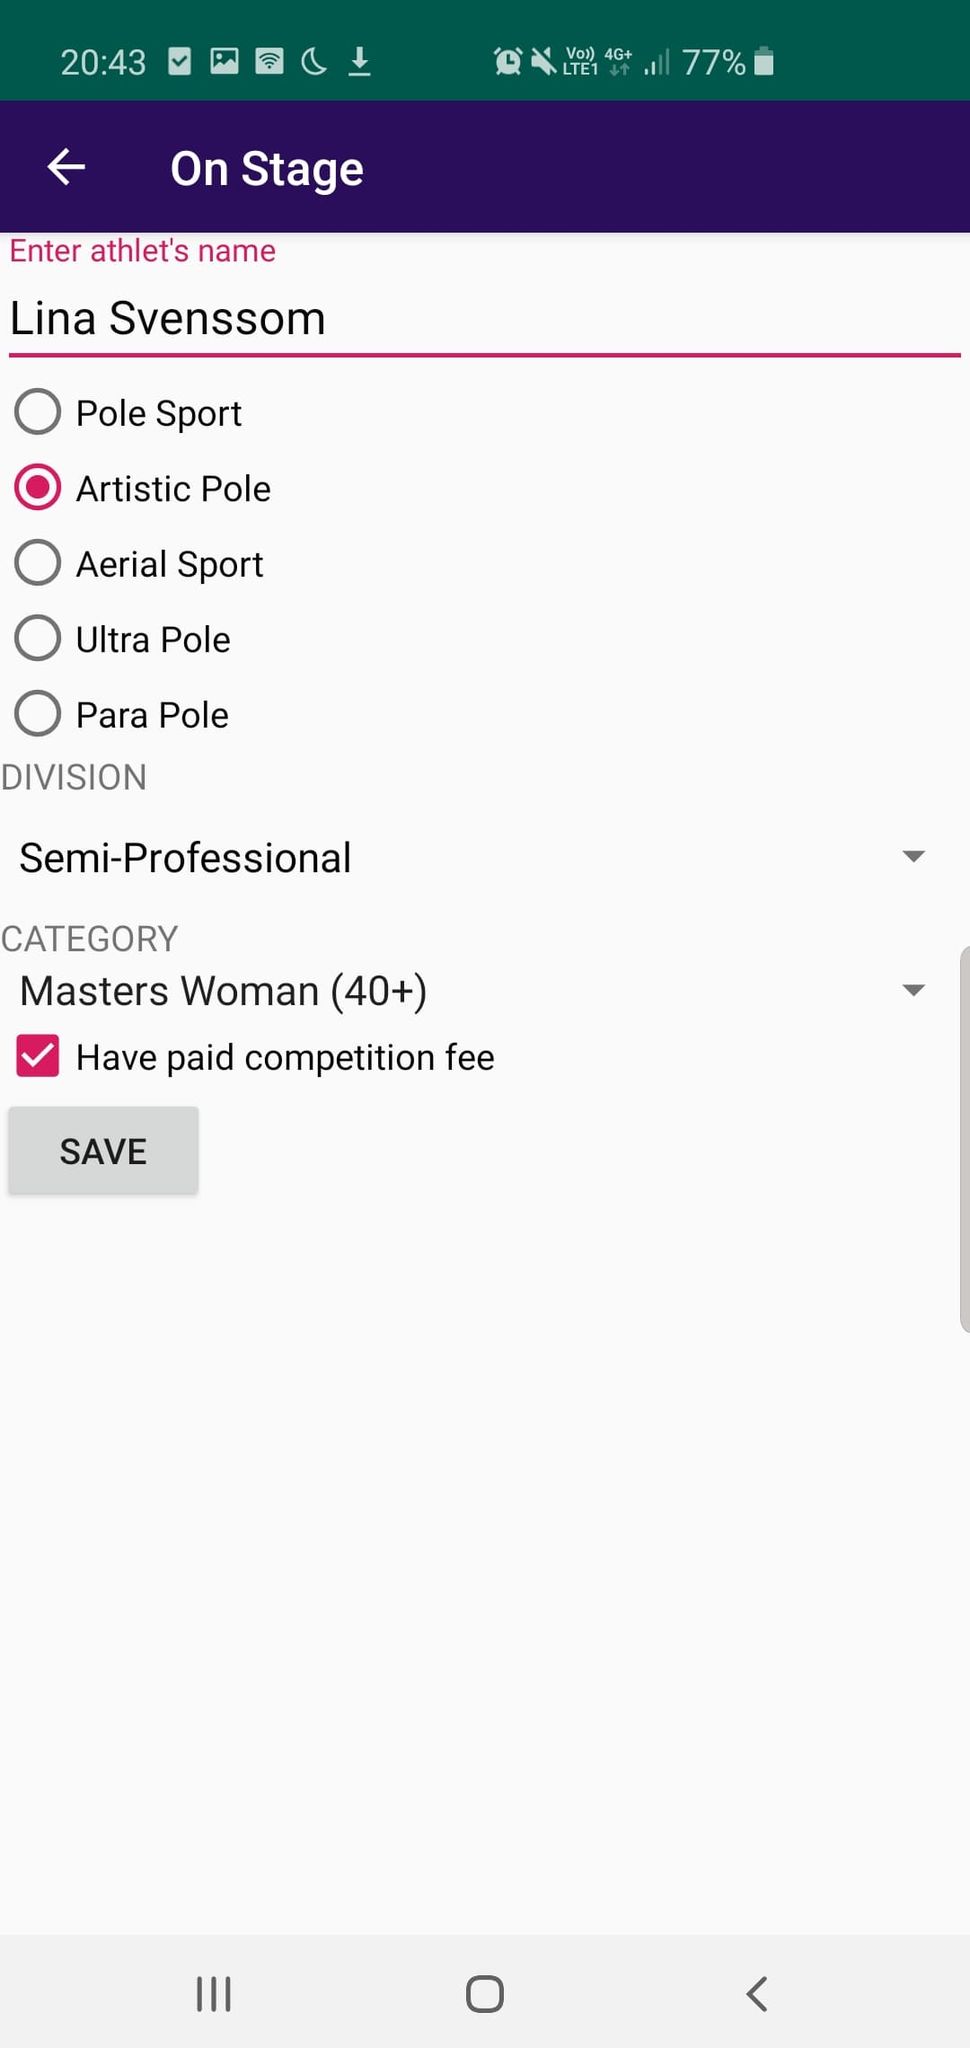 20:43 Vo)) LTE1 4G+ 77%
On Stage
Enter athlet's name
Lina Svenssom
Pole Sport
Artistic Pole
Aerial Sport
Ultra Pole
Para Pole
DIVISION
Semi-Professional
CATEGORY
Masters Woman (40+)
Have paid competition fee
SAVE